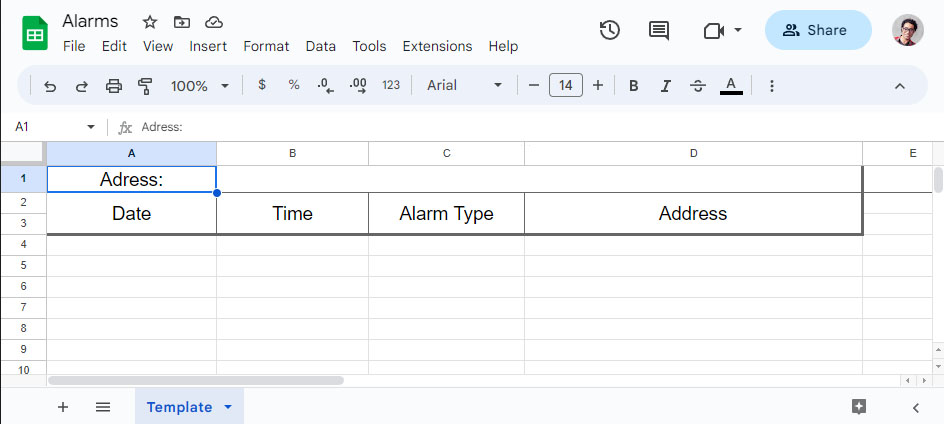 Alarms
File Edit View Insert Format Data Tools Extensions Help
Share
100% $ % .0 .00 123 Arial 14 B I S A
A1 fx Adress:
A B C D E
1 Adress:
2 Date Time Alarm Type Address
3
4
5
6
7
8
9
10
Template